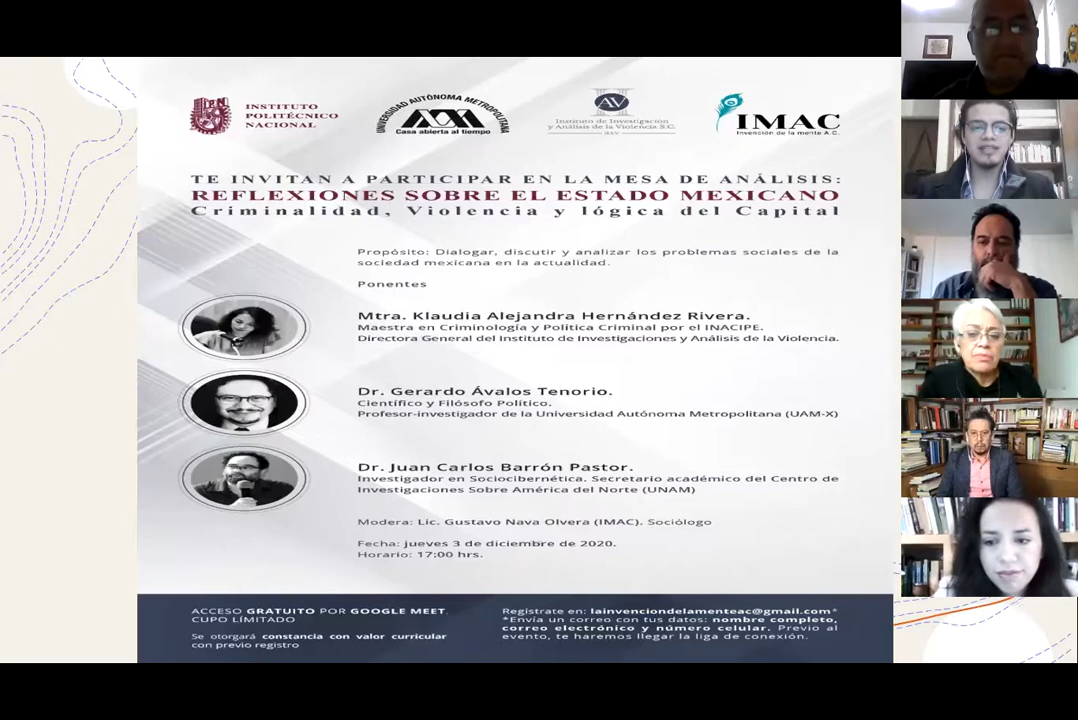 INSTITUTO
POLITÉCNICO
NACIONAL
UNIVERSIDAD AUTÓNOMA METROPOLITANA
Casa abierta al tiempo
AV
Instituto de Investigación
y Análisis de la Violencia S.C.
IMAC
Invención de la mente A.C.
TE INVITAN A PARTICIPAR EN LA MESA DE ANÁLISIS:
REFLEXIONES SOBRE EL ESTADO MEXICANO
Criminalidad, Violencia y lógica del Capital
Propósito: Dialogar, discutir y analizar los problemas sociales de la
sociedad mexicana en la actualidad.
Ponentes
Mtra. Klaudia Alejandra Hernández Rivera.
Maestra en Criminología y Política Criminal por el INACIPE.
Directora General del Instituto de Investigaciones y Análisis de la Violencia.
Dr. Gerardo Ávalos Tenorio.
Científico y Filósofo Político.
Profesor-investigador de la Universidad Autónoma Metropolitana (UAM-X)
Dr. Juan Carlos Barrón Pastor.
Investigador en Sociocibernética. Secretario académico del Centro de
Investigaciones Sobre América del Norte (UNAM)
Modera: Lic. Gustavo Nava Olvera (IMAC). Sociólogo
Fecha: jueves 3 de diciembre de 2020.
Horario: 17:00 hrs.
ACCESO GRATUITO POR GOOGLE MEET.
CUPO LÍMITADO
Se otorgará constancia con valor curricular
con previo registro
Registrate en: lainvenciondelamenteac@gmail.com*
*Envía un correo con tus datos: nombre completo,
correo electrónico y número celular. Previo al
evento, te haremos llegar la liga de conexión.